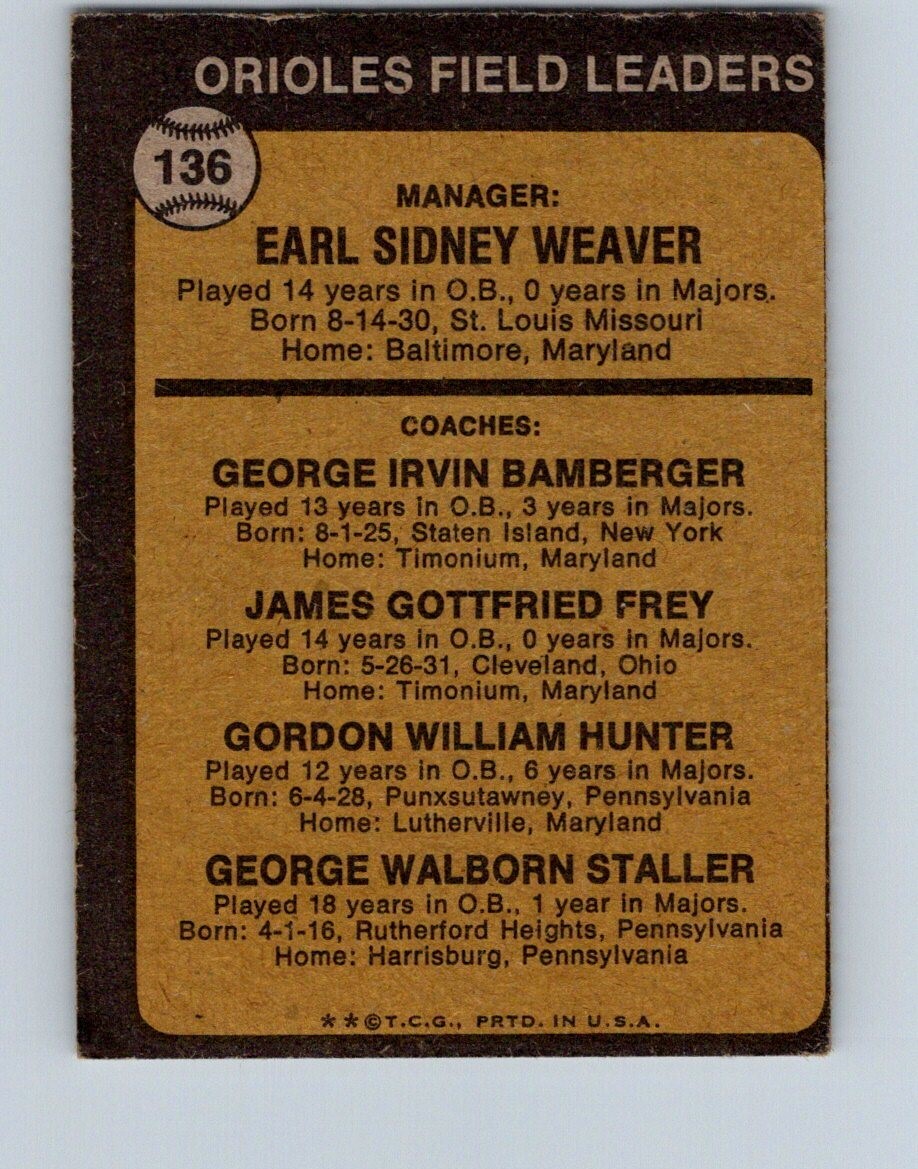 ORIOLES FIELD LEADERS
136
MANAGER:
EARL SIDNEY WEAVER
Played 14 years in O.B., 0 years in Majors.
Born 8-14-30, St. Louis Missouri
Home: Baltimore, Maryland
COACHES:
GEORGE IRVIN BAMBERGER
Played 13 years in O.B., 3 years in Majors.
Born: 8-1-25, Staten Island, New York
Home: Timonium, Maryland
JAMES GOTTFRIED FREY
Played 14 years in O.B., 0 years in Majors.
Born: 5-26-31, Cleveland, Ohio
Home: Timonium, Maryland
GORDON WILLIAM HUNTER
Played 12 years in O.B., 6 years in Majors.
Born: 6-4-28, Punxsutawney, Pennsylvania
Home: Lutherville, Maryland
GEORGE WALBORN STALLER
Played 18 years in O.B., 1 year in Majors.
Born: 4-1-16, Rutherford Heights, Pennsylvania
Home: Harrisburg, Pennsylvania
**©T.C.G., PRTD. IN U.S.A.